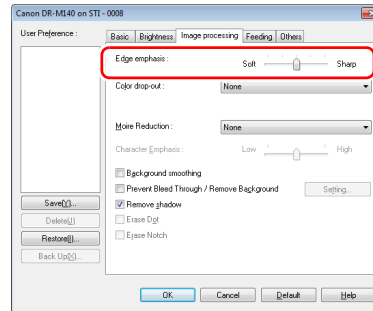 Canon DR-M140 on STI - 0008
User Preference :
Basic Brightness Image processing Feeding Others
Edge emphasis :
Soft Sharp
Color drop-out : None
Moire Reduction : None
Character Emphasis : Low High
Background smoothing
Prevent Bleed Through / Remove Background Setting...
Save(Y)... Remove shadow
Delete(J) Erase Dot
Restore(I)... Erase Notch
Back Up(X)...
OK Cancel Default Help